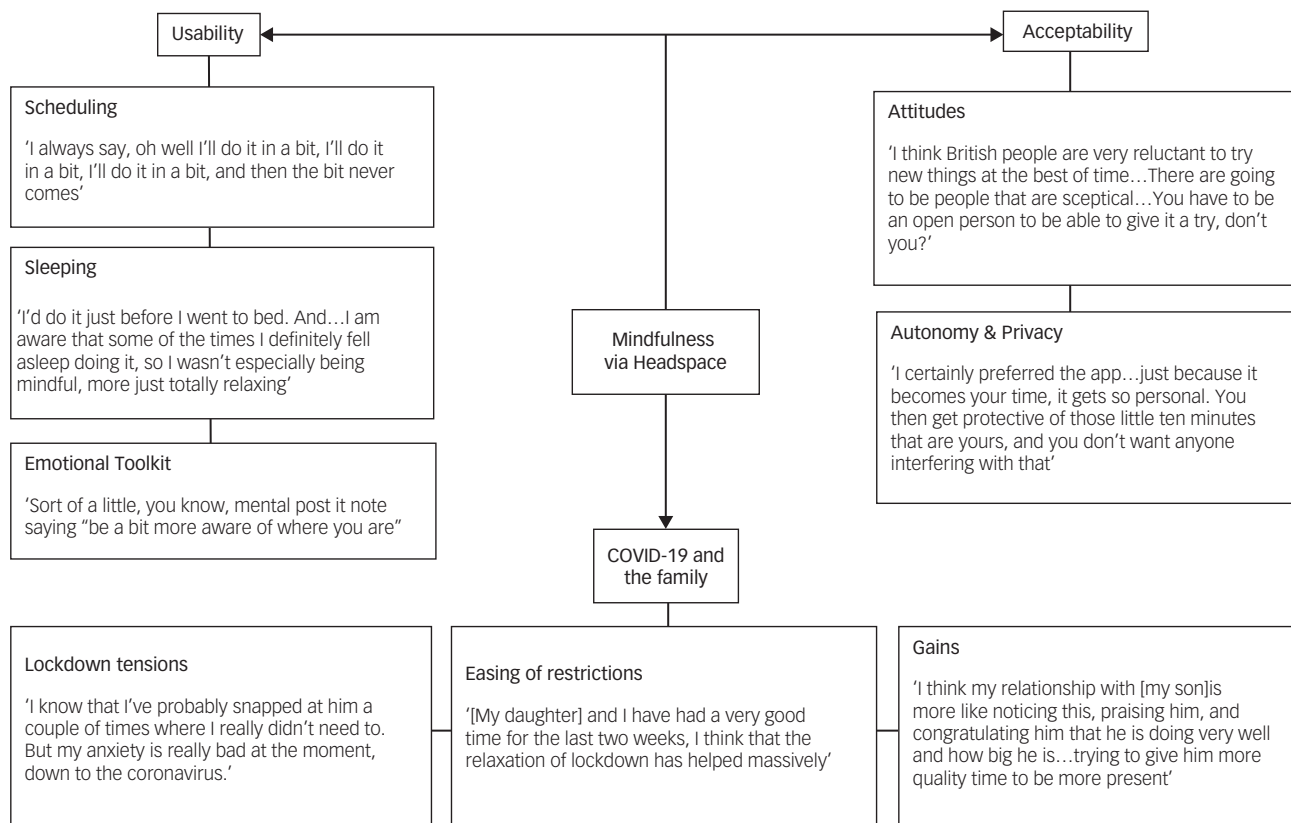 Usability
Acceptability
Scheduling
'I always say, oh well I'll do it in a bit, I'll do it
in a bit, I'll do it in a bit, and then the bit never
comes'
Attitudes
'I think British people are very reluctant to try
new things at the best of time…There are going
to be people that are sceptical…You have to be
an open person to be able to give it a try, don't
you?'
Sleeping
'I'd do it just before I went to bed. And…I am
aware that some of the times I definitely fell
asleep doing it, so I wasn't especially being
mindful, more just totally relaxing'
Mindfulness
via Headspace
Autonomy & Privacy
'I certainly preferred the app…just because it
becomes your time, it gets so personal. You
then get protective of those little ten minutes
that are yours, and you don't want anyone
interfering with that'
Emotional Toolkit
'Sort of a little, you know, mental post it note
saying "be a bit more aware of where you are"
COVID-19 and
the family
Lockdown tensions
'I know that I've probably snapped at him a
couple of times where I really didn't need to.
But my anxiety is really bad at the moment,
down to the coronavirus.'
Easing of restrictions
'[My daughter] and I have had a very good
time for the last two weeks, I think that the
relaxation of lockdown has helped massively'
Gains
'I think my relationship with [my son]is
more like noticing this, praising him, and
congratulating him that he is doing very well
and how big he is…trying to give him more
quality time to be more present'